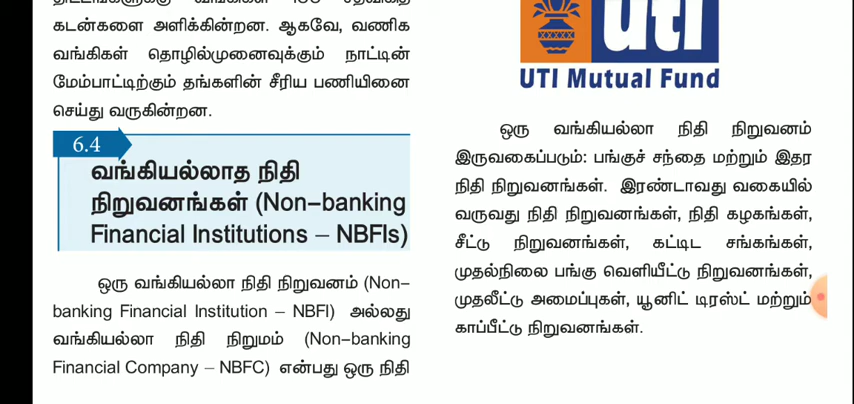 கடன்களை அளிக்கின்றன. ஆகவே, வணிக
வங்கிகள் தொழில்முனைவுக்கும் நாட்டின்
மேம்பாட்டிற்கும் தங்களின் சீரிய பணியினை
செய்து வருகின்றன.
6.4
வங்கியல்லாத நிதி
நிறுவனங்கள் (Non–banking
Financial Institutions – NBFIs)
ஒரு வங்கியல்லா நிதி நிறுவனம் (Non–
banking Financial Institution – NBFI) அல்லது
வங்கியல்லா நிதி நிறுமம் (Non–banking
Financial Company – NBFC) என்பது ஒரு நிதி
uti
UTI Mutual Fund
ஒரு வங்கியல்லா நிதி நிறுவனம்
இருவகைப்படும்: பங்குச் சந்தை மற்றும் இதர
நிதி நிறுவனங்கள். இரண்டாவது வகையில்
வருவது நிதி நிறுவனங்கள், நிதி கழகங்கள்,
சீட்டு நிறுவனங்கள், கட்டிட சங்கங்கள்,
முதல்நிலை பங்கு வெளியீட்டு நிறுவனங்கள்,
முதலீட்டு அமைப்புகள், யூனிட் டிரஸ்ட் மற்றும்
காப்பீட்டு நிறுவனங்கள்.